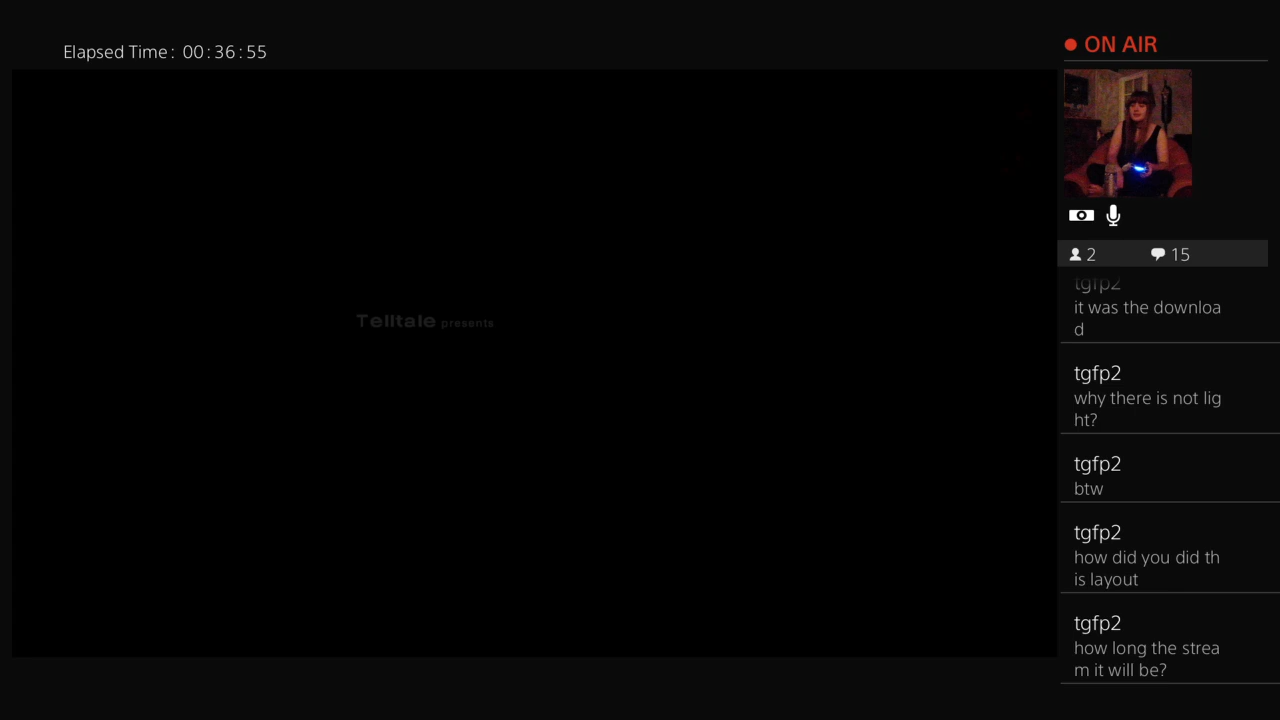 Elapsed Time: 00:36:55
ON AIR
2 15
Telltale presents
tgfp2
it was the downloa
d
tgfp2
why there is not lig
ht?
tgfp2
btw
tgfp2
how did you did th
is layout
tgfp2
how long the strea
m it will be?